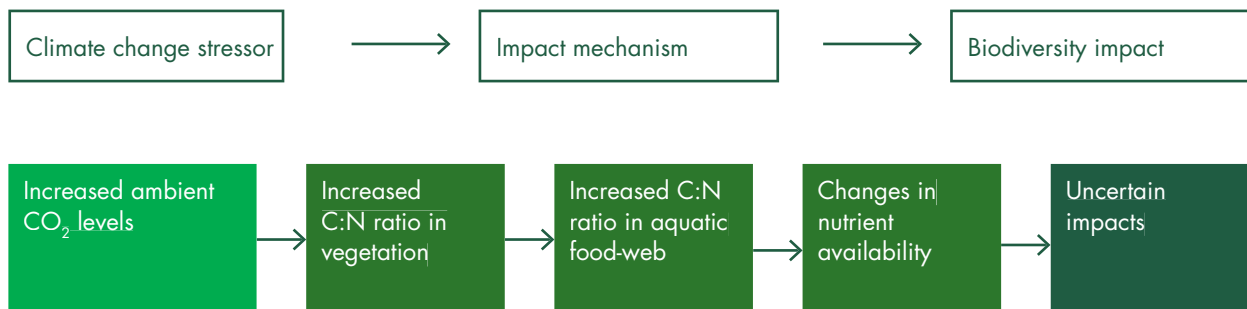 Climate change stressor
Impact mechanism
Biodiversity impact
Increased ambient
CO₂ levels
Increased
C:N ratio in
vegetation
Increased C:N
ratio in aquatic
food-web
Changes in
nutrient
availability
Uncertain
impacts